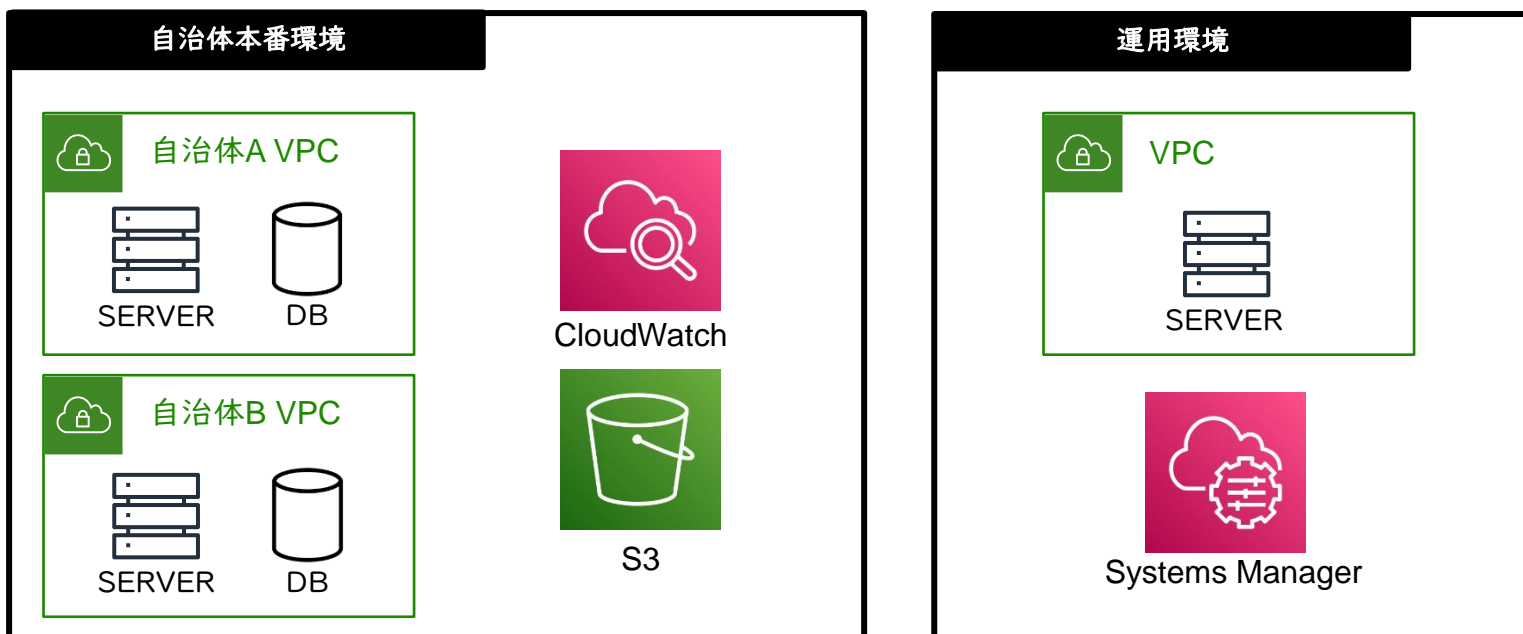 自治体本番環境
自治体A VPC
SERVER
DB
自治体B VPC
SERVER
DB
CloudWatch
S3
運用環境
VPC
SERVER
Systems Manager